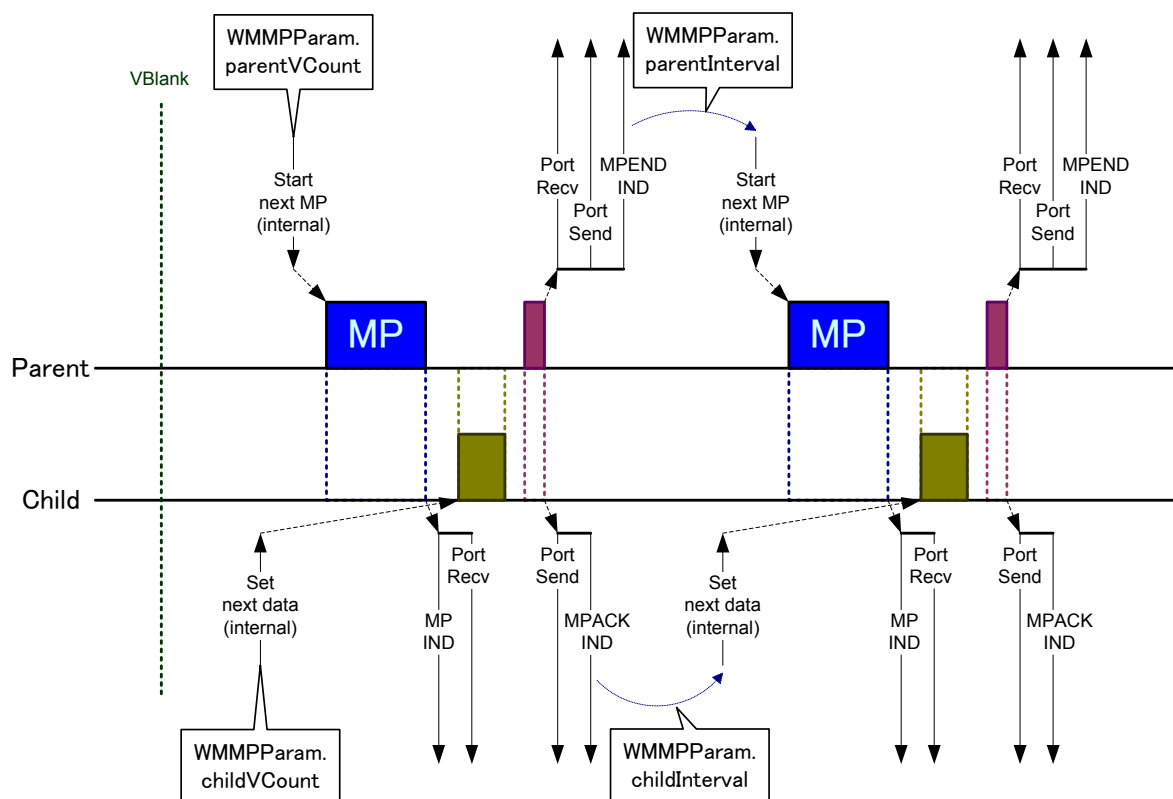 WMMPParam.
parentVCount
WMMPParam.
parentInterval
VBlank
Port
Recv
MPEND
IND
Port
Send
Start
next MP
(internal)
Start
next MP
(internal)
Port
Recv
MPEND
IND
Port
Send
MP
MP
Parent
Child
Set
next data
(internal)
MP
IND
Port
Recv
Port
Send
MPACK
IND
Set
next data
(internal)
MP
IND
Port
Recv
Port
Send
MPACK
IND
WMMPParam.
childVCount
WMMPParam.
childInterval